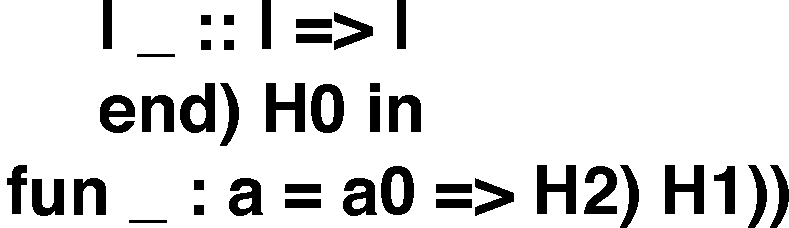 | _ :: l => l
end) H0 in
fun _ : a = a0 => H2) H1))